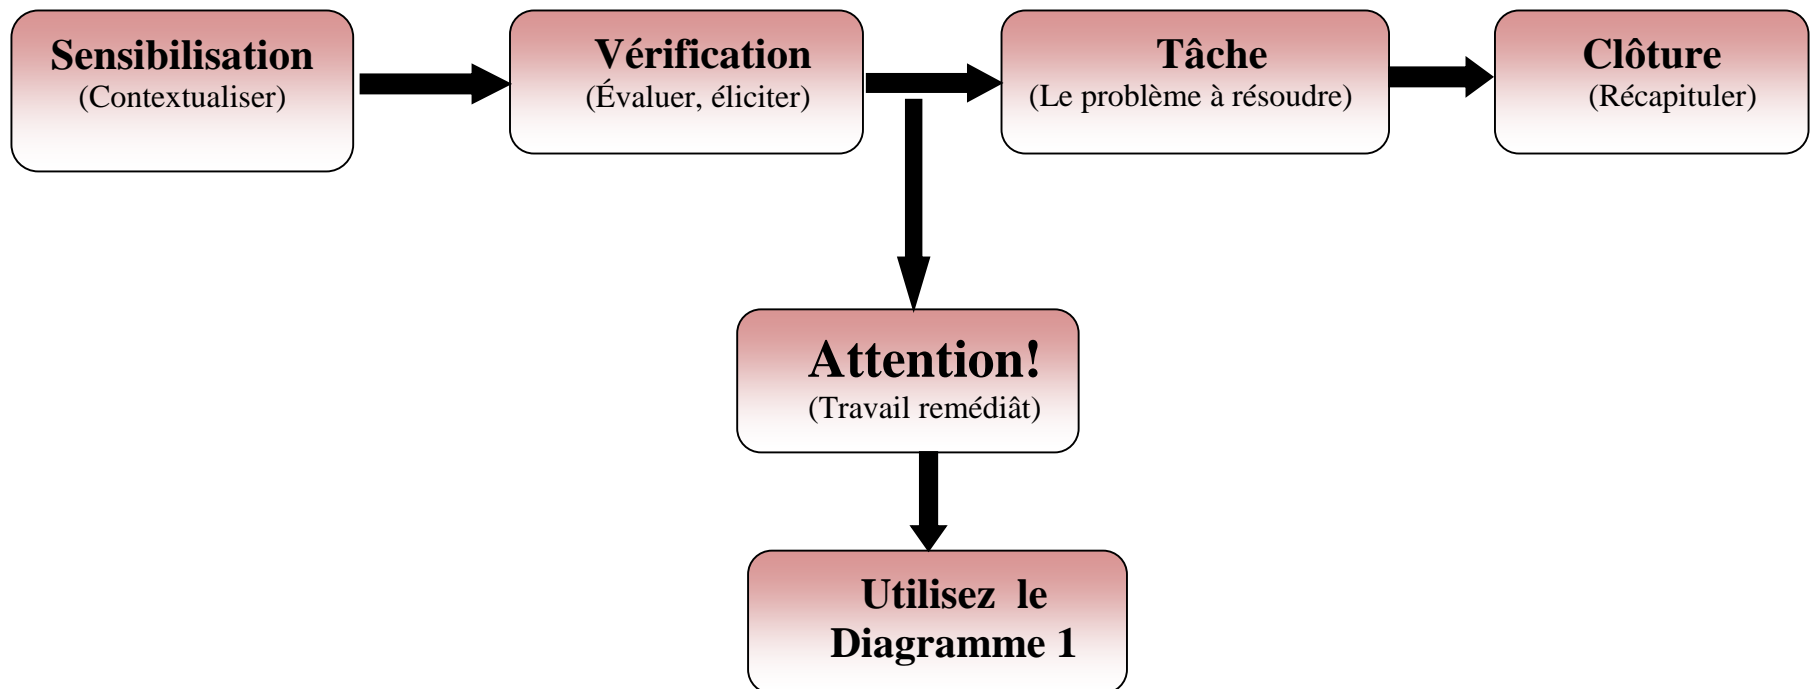 Sensibilisation
(Contextualiser)
Vérification
(Évaluer, éliciter)
Tâche
(Le problème à résoudre)
Clôture
(Récapituler)
Attention!
(Travail remédiât)
Utilisez le
Diagramme 1